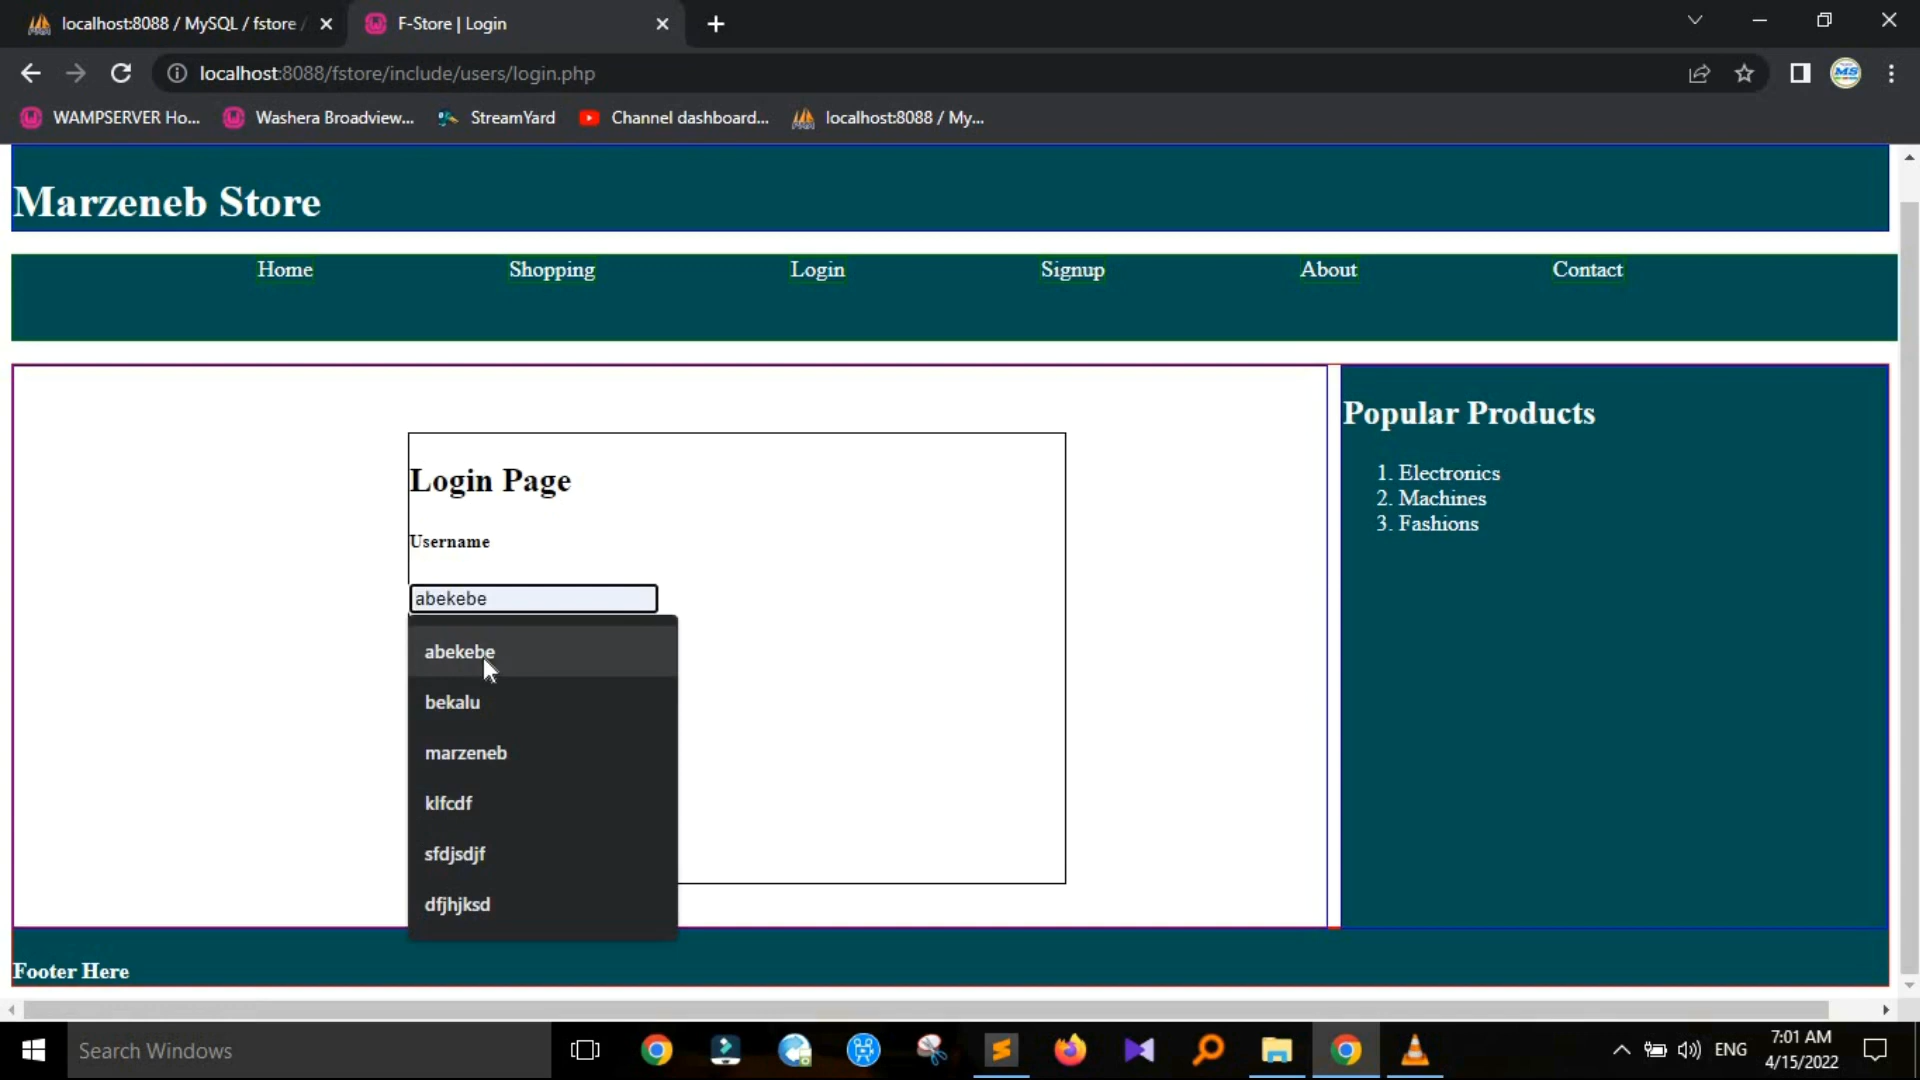 localhost:8088 / MySQL / fstore /
F-Store | Login
localhost:8088/fstore/include/users/login.php
WAMPSERVER Ho...
Washera Broadview...
StreamYard
Channel dashboard...
localhost:8088 / My...
MS
Marzeneb Store
Home
Shopping
Login
Signup
About
Contact
Login Page
Username
abekebe
abekebe
bekalu
marzeneb
klfcdf
sfdjsdjf
dfjhjksd
Popular Products
1. Electronics
2. Machines
3. Fashions
Footer Here
Search Windows
ENG
7:01 AM
4/15/2022